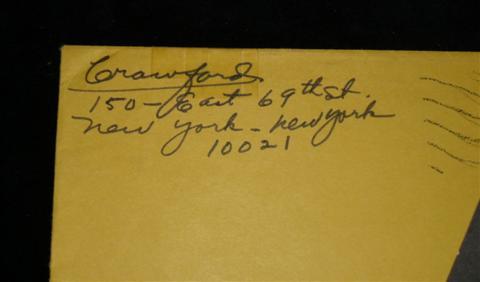 Crawford
150 - East 69th St.
New York - New York
10021